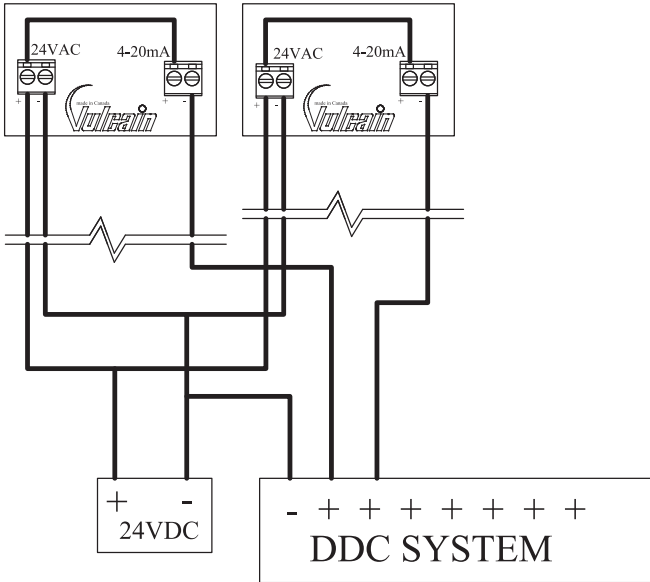 24VAC 4-20mA
+ - + -
made in Canada
Vulcain
24VAC 4-20mA
+ - + -
made in Canada
Vulcain
+ -
24VDC
- + + + + + + +
DDC SYSTEM